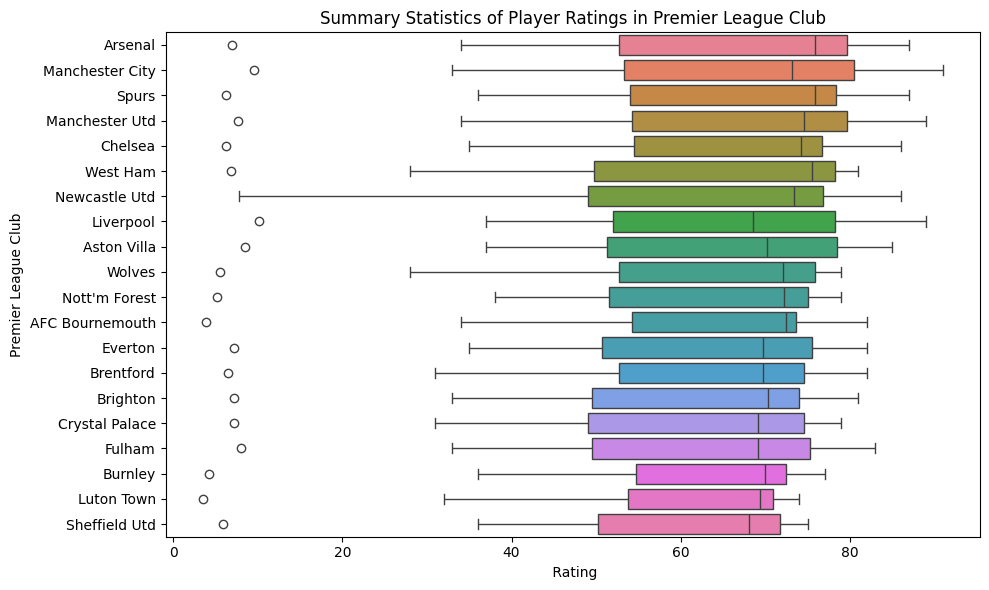 Summary Statistics of Player Ratings in Premier League Club
Premier League Club
Arsenal
Manchester City
Spurs
Manchester Utd
Chelsea
West Ham
Newcastle Utd
Liverpool
Aston Villa
Wolves
Nott'm Forest
AFC Bournemouth
Everton
Brentford
Brighton
Crystal Palace
Fulham
Burnley
Luton Town
Sheffield Utd
0 20 40 60 80
Rating